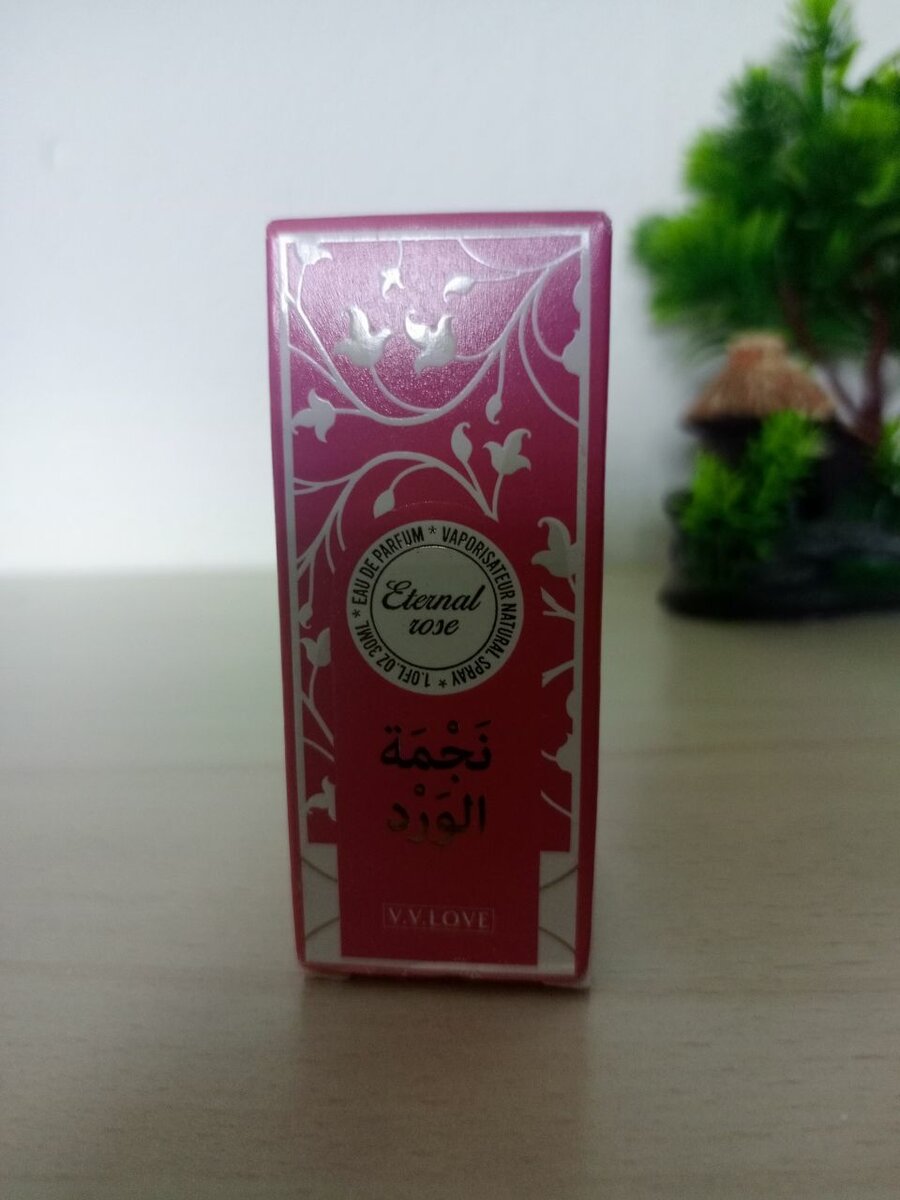 * EAU DE PARFUM * VAPORISATEUR NATURAL SPRAY * 1.0FL.OZ 30ML
Eternal
rose
نَجْمَة
الوَرْد
V.V.LOVE